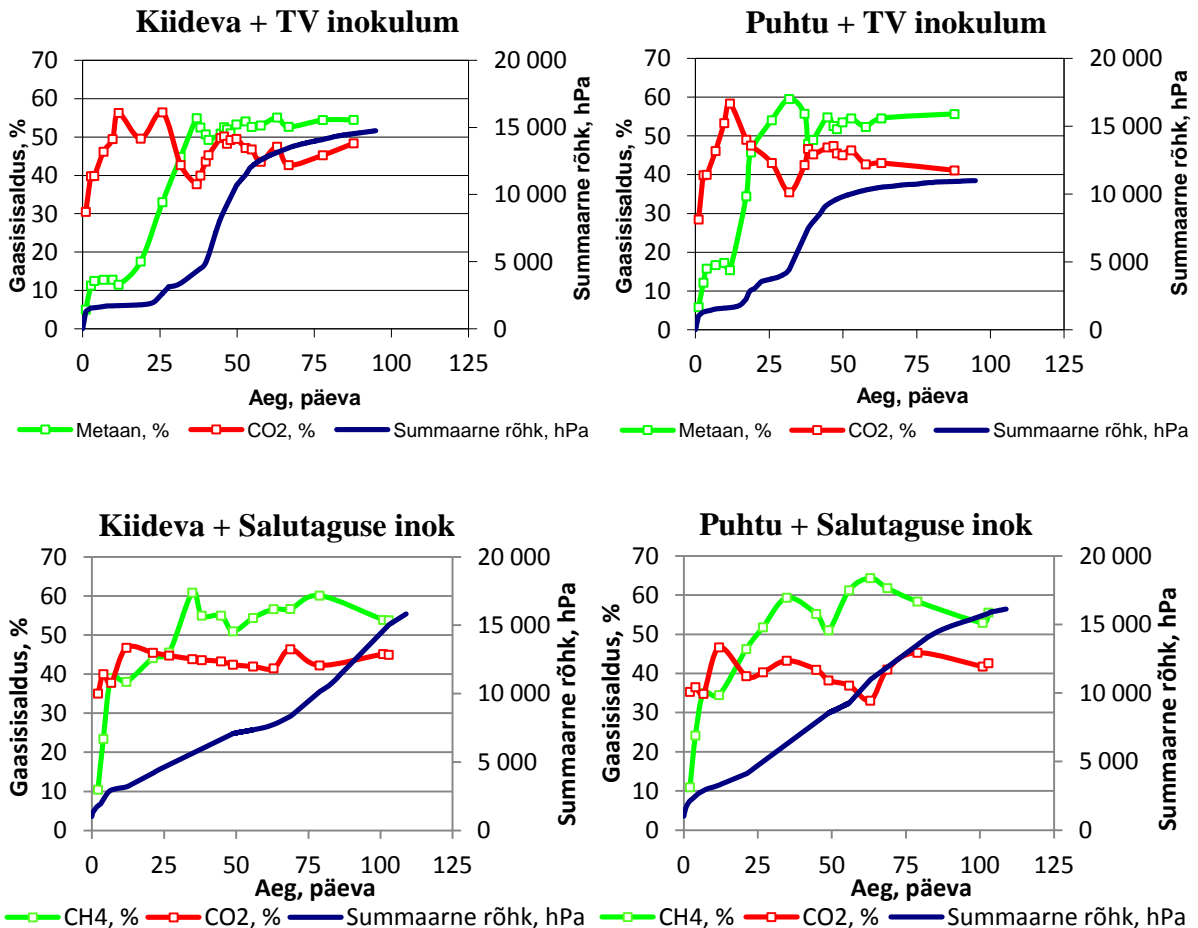 Kiideva + TV inokulum
70
60
50
40
30
20
10
0
Gaasisisaldus, %
20 000
15 000
10 000
5 000
0
Summaarne rõhk, hPa
0 25 50 75 100 125
Aeg, päeva
Metaan, % CO2, % Summaarne rõhk, hPa
Puhtu + TV inokulum
70
60
50
40
30
20
10
0
Gaasisisaldus, %
20 000
15 000
10 000
5 000
0
Summaarne rõhk, hPa
0 25 50 75 100 125
Aeg, päeva
Metaan, % CO2, % Summaarne rõhk, hPa
Kiideva + Salutaguse inok
70
60
50
40
30
20
10
0
Gaasisisaldus, %
20 000
15 000
10 000
5 000
0
Summaarne rõhk, hPa
0 25 50 75 100 125
Aeg, päeva
CH4, % CO2, % Summaarne rõhk, hPa
Puhtu + Salutaguse inok
70
60
50
40
30
20
10
0
Gaasisisaldus, %
20 000
15 000
10 000
5 000
0
Summaarne rõhk, hPa
0 25 50 75 100 125
Aeg, päeva
CH4, % CO2, % Summaarne rõhk, hPa